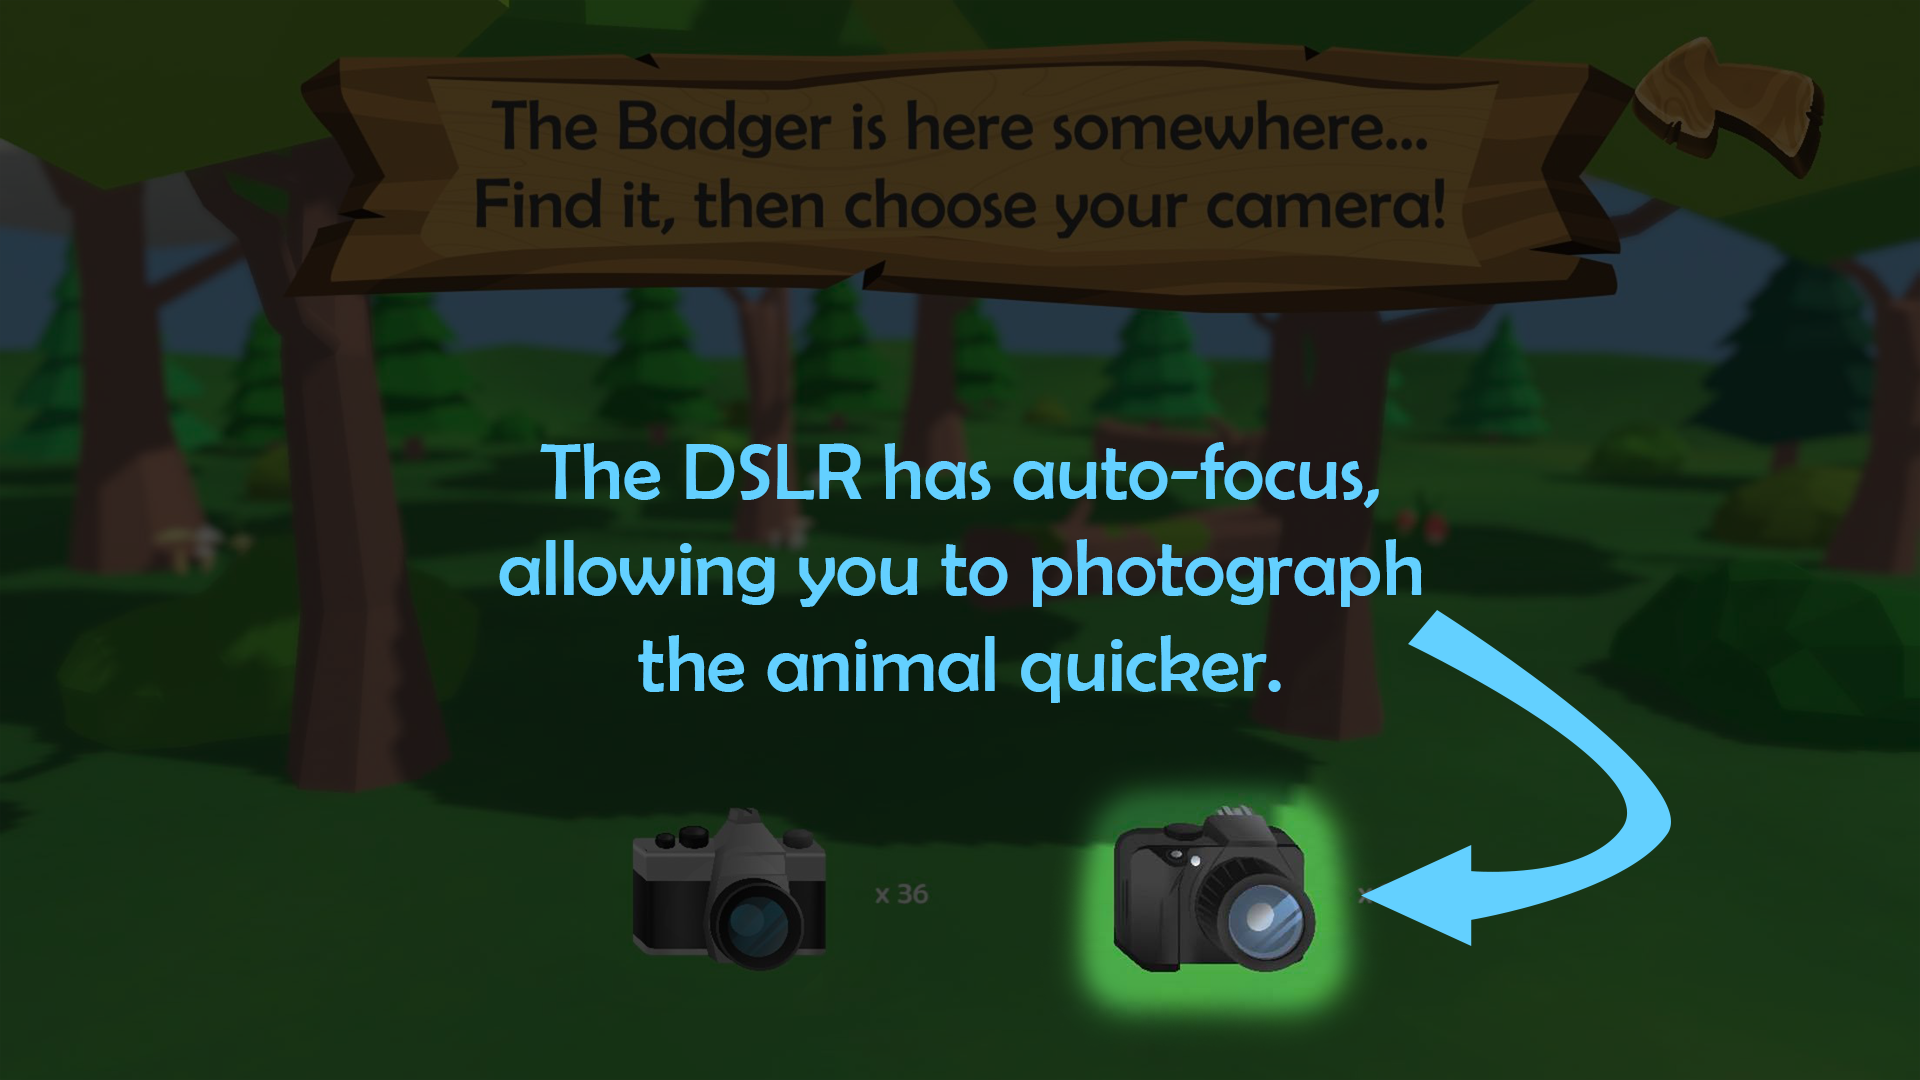 The Badger is here somewhere...
Find it, then choose your camera!
The DSLR has auto-focus,
allowing you to photograph
the animal quicker.
x 36
x